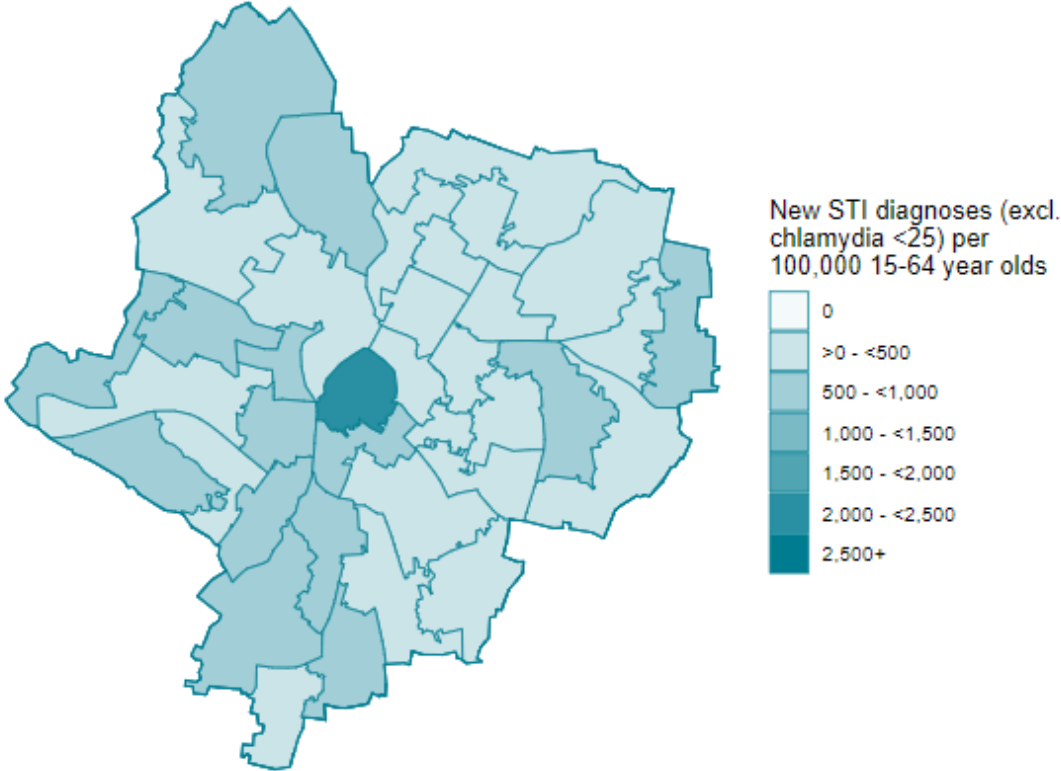 New STI diagnoses (excl.
chlamydia <25) per
100,000 15-64 year olds
0
>0 - <500
500 - <1,000
1,000 - <1,500
1,500 - <2,000
2,000 - <2,500
2,500+